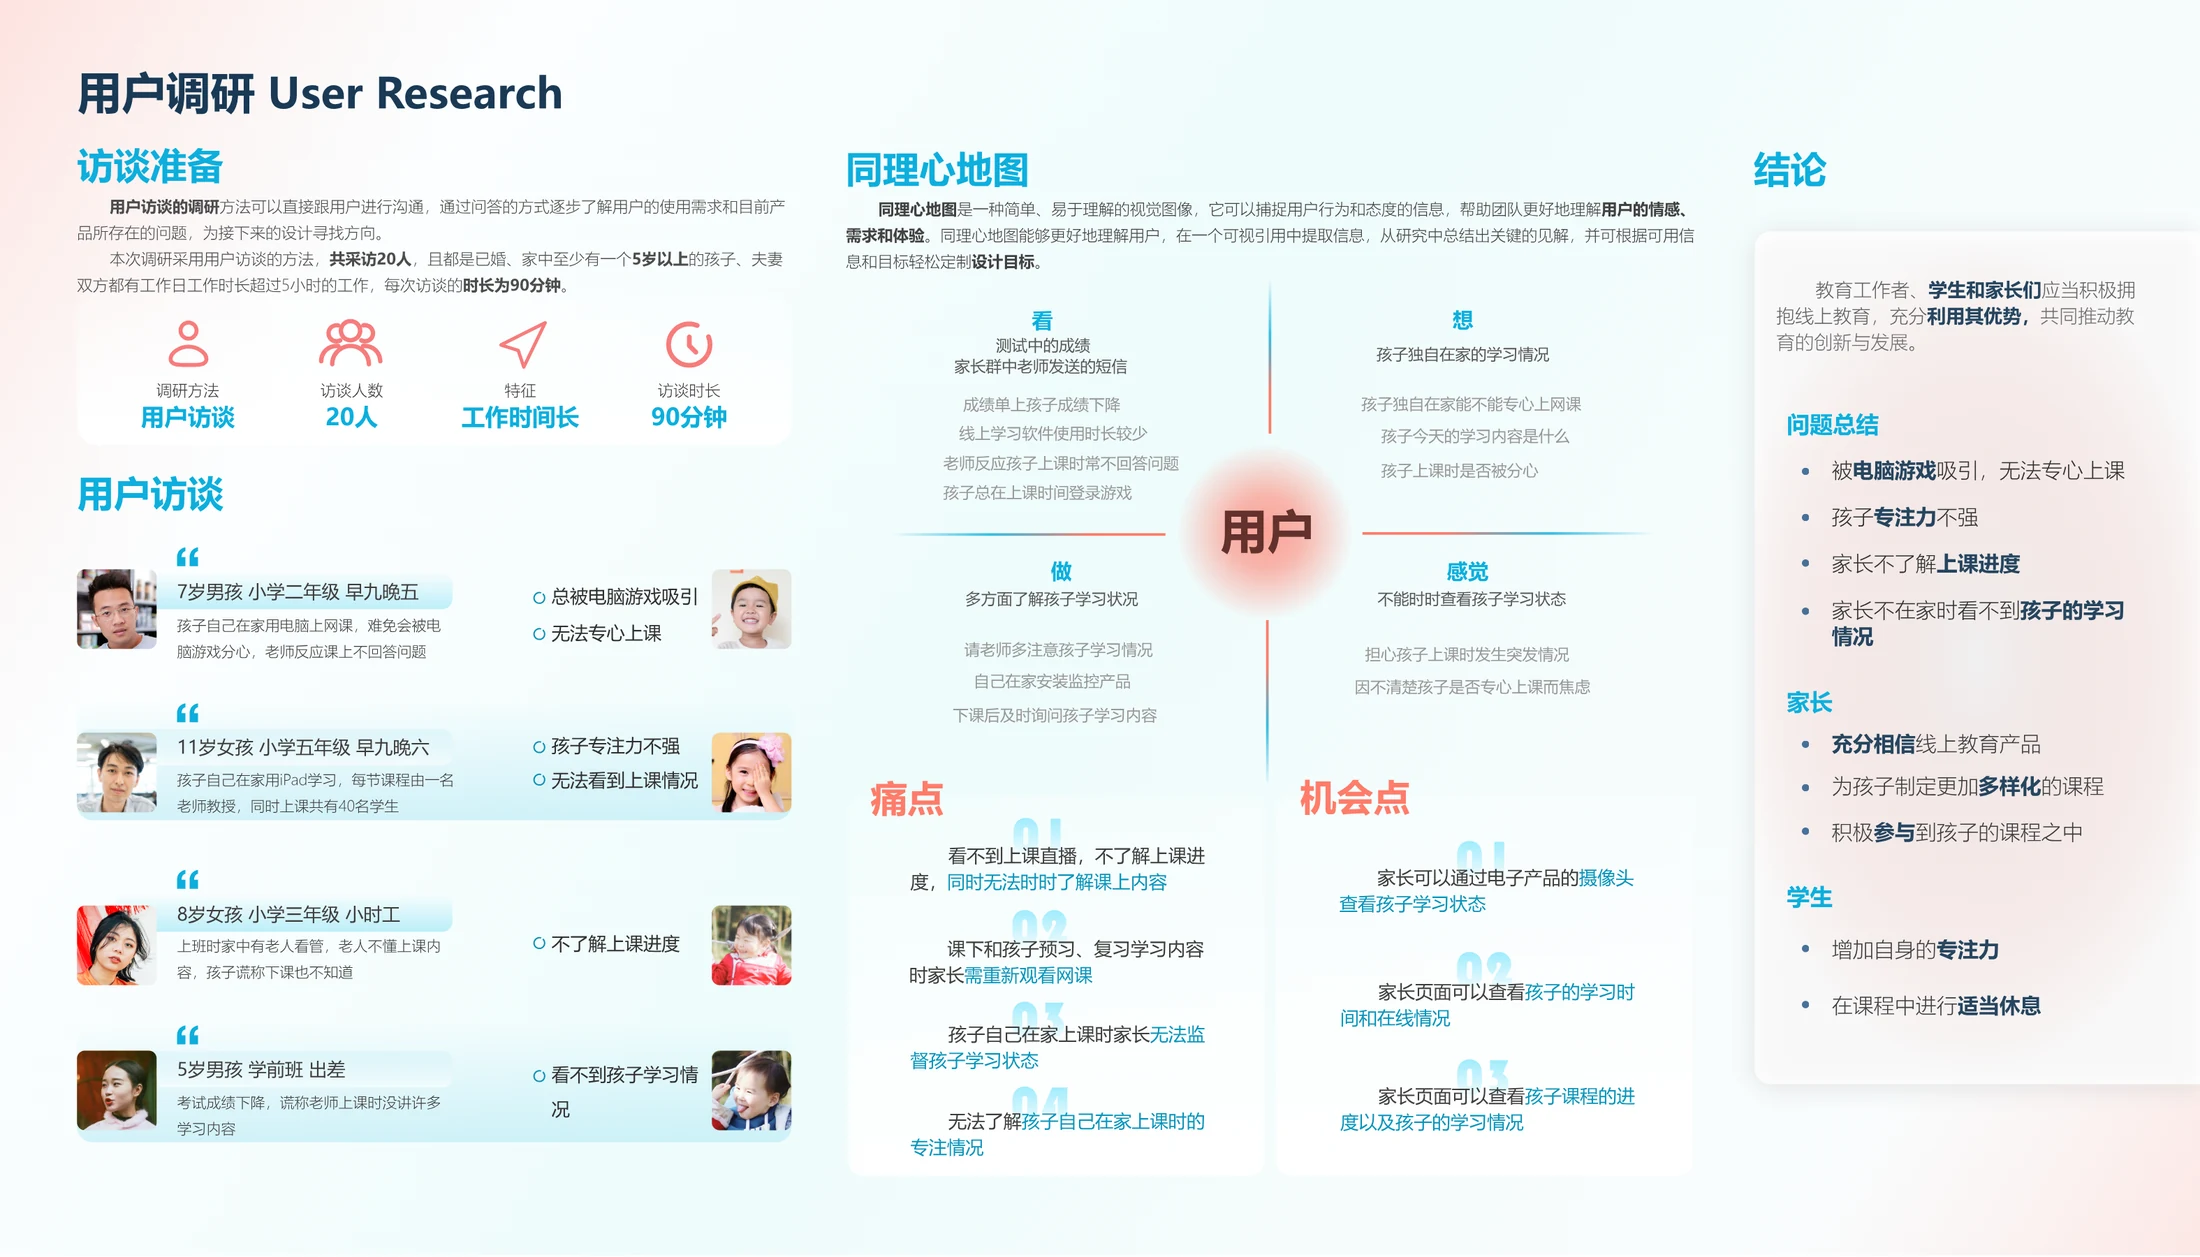 用户调研 User Research
访谈准备
用户访谈的调研方法可以直接跟用户进行沟通，通过问答的方式逐步了解用户的使用需求和目前产
品所存在的问题，为接下来的设计寻找方向。
本次调研采用用户访谈的方法，共采访20人，且都是已婚、家中至少有一个5岁以上的孩子、夫妻
双方都有工作日工作时长超过5小时的工作，每次访谈的时长为90分钟。
调研方法
用户访谈
访谈人数
20人
特征
工作时间长
访谈时长
90分钟
用户访谈
“
7岁男孩 小学二年级 早九晚五
孩子自己在家用电脑上网课，难免会被电
脑游戏分心，老师反应课上不回答问题
总被电脑游戏吸引
无法专心上课
“
11岁女孩 小学五年级 早九晚六
孩子自己在家用iPad学习，每节课程由一名
老师教授，同时上课共有40名学生
孩子专注力不强
无法看到上课情况
“
8岁女孩 小学三年级 小时工
上班时家中有老人看管，老人不懂上课内
容，孩子谎称下课也不知道
不了解上课进度
“
5岁男孩 学前班 出差
考试成绩下降，谎称老师上课时没讲许多
学习内容
看不到孩子学习情
况
同理心地图
同理心地图是一种简单、易于理解的视觉图像，它可以捕捉用户行为和态度的信息，帮助团队更好地理解用户的情感、
需求和体验。同理心地图能够更好地理解用户，在一个可视引用中提取信息，从研究中总结出关键的见解，并可根据可用信
息和目标轻松定制设计目标。
看
测试中的成绩
家长群中老师发送的短信
成绩单上孩子成绩下降
线上学习软件使用时长较少
老师反应孩子上课时常不回答问题
孩子总在上课时间登录游戏
想
孩子独自在家的学习情况
孩子独自在家能不能专心上网课
孩子今天的学习内容是什么
孩子上课时是否被分心
用户
做
多方面了解孩子学习状况
请老师多注意孩子学习情况
自己在家安装监控产品
下课后及时询问孩子学习内容
感觉
不能时时查看孩子学习状态
担心孩子上课时发生突发情况
因不清楚孩子是否专心上课而焦虑
痛点
01
看不到上课直播，不了解上课进
度，同时无法时时了解课上内容
02
课下和孩子预习、复习学习内容
时家长需重新观看网课
03
孩子自己在家上课时家长无法监
督孩子学习状态
04
无法了解孩子自己在家上课时的
专注情况
机会点
01
家长可以通过电子产品的摄像头
查看孩子学习状态
02
家长页面可以查看孩子的学习时
间和在线情况
03
家长页面可以查看孩子课程的进
度以及孩子的学习情况
结论
教育工作者、学生和家长们应当积极拥
抱线上教育，充分利用其优势，共同推动教
育的创新与发展。
问题总结
• 被电脑游戏吸引，无法专心上课
• 孩子专注力不强
• 家长不了解上课进度
• 家长不在家时看不到孩子的学习
情况
家长
• 充分相信线上教育产品
• 为孩子制定更加多样化的课程
• 积极参与到孩子的课程之中
学生
• 增加自身的专注力
• 在课程中进行适当休息